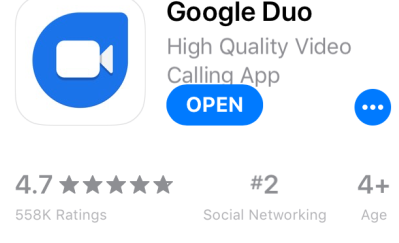 Google Duo
High Quality Video
Calling App
OPEN
4.7
#2
4+
558K Ratings
Social Networking
Age